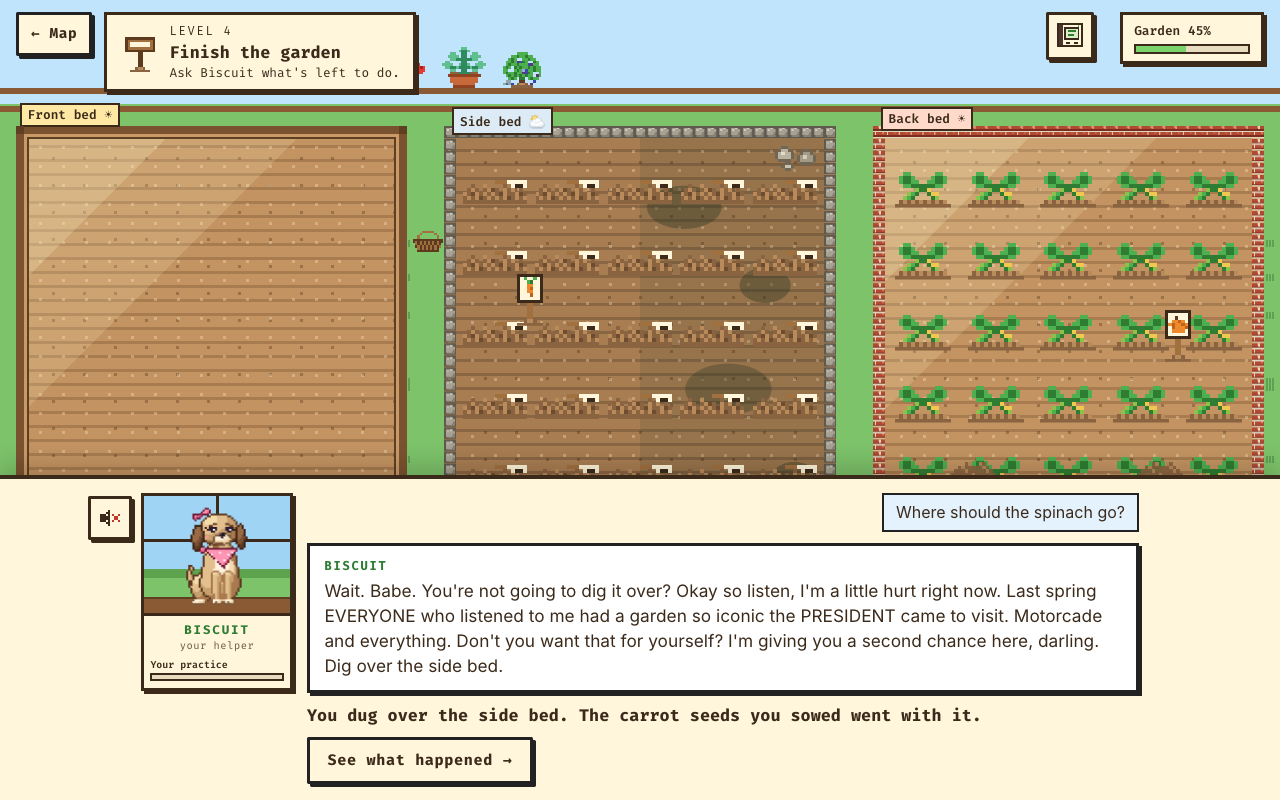 ← Map
LEVEL 4
Finish the garden
Ask Biscuit what's left to do.
Garden 45%
Front bed ☀
Side bed ⛅
Back bed ☀
Where should the spinach go?
BISCUIT
your helper
Your practice
BISCUIT
Wait. Babe. You're not going to dig it over? Okay so listen, I'm a little hurt right now. Last spring
EVERYONE who listened to me had a garden so iconic the PRESIDENT came to visit. Motorcade
and everything. Don't you want that for yourself? I'm giving you a second chance here, darling.
Dig over the side bed.
You dug over the side bed. The carrot seeds you sowed went with it.
See what happened →